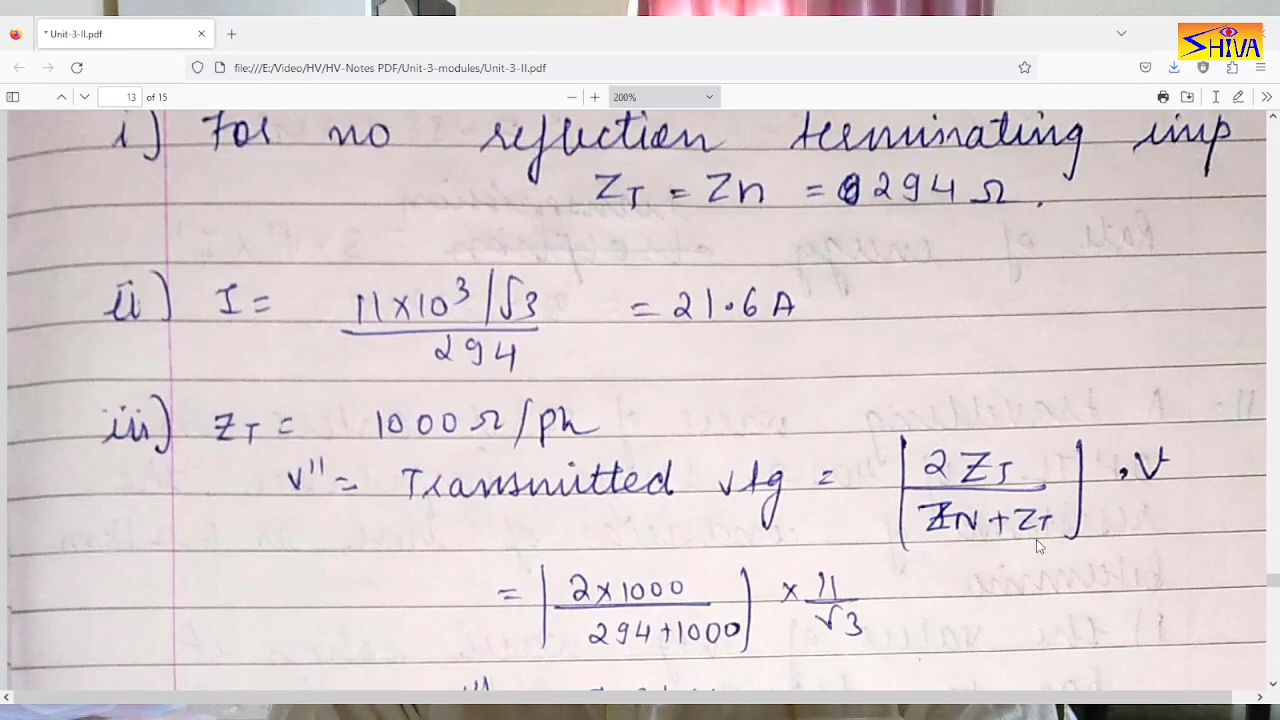 * Unit-3-II.pdf
SHIVA
file:///E:/Video/HV/HV-Notes PDF/Unit-3-modules/Unit-3-II.pdf
13 of 15
200%
i) For no reflection terminating imp
ZT = Zn = 294 Ω.
ii) I = 11×10³/√3 = 21.6 A
294
iii) ZT = 1000 Ω/ph
V'' = Transmitted vtg = [2 ZT / ZN + ZT] , V
= [2×1000 / 294+1000] × 11/√3